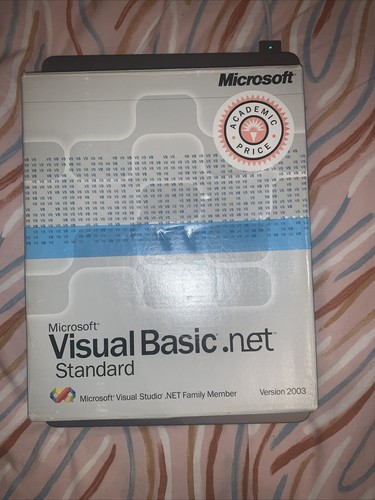 Microsoft
ACADEMIC
PRICE
Microsoft
Visual Basic .net
Standard
Microsoft Visual Studio .NET Family Member
Version 2003